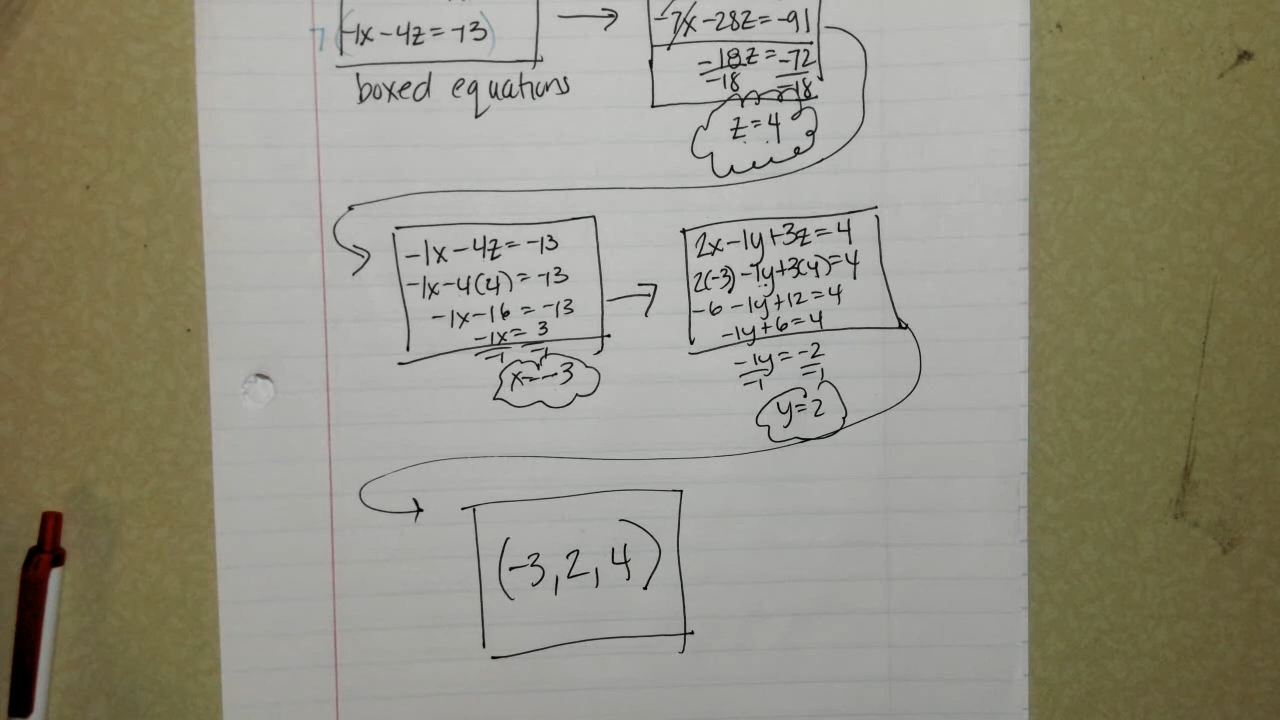 7(-1x-4z=-13)
boxed equations
-7x-28z=-91
-18z=-72
-18 -18
z=4
-1x-4z=-13
-1x-4(4)=-13
-1x-16=-13
-1x=3
-1 -1
x=-3
2x-1y+3z=4
2(-3)-1y+3(4)=4
-6-1y+12=4
-1y+6=4
-1y=-2
-1 -1
y=2
(-3,2,4)